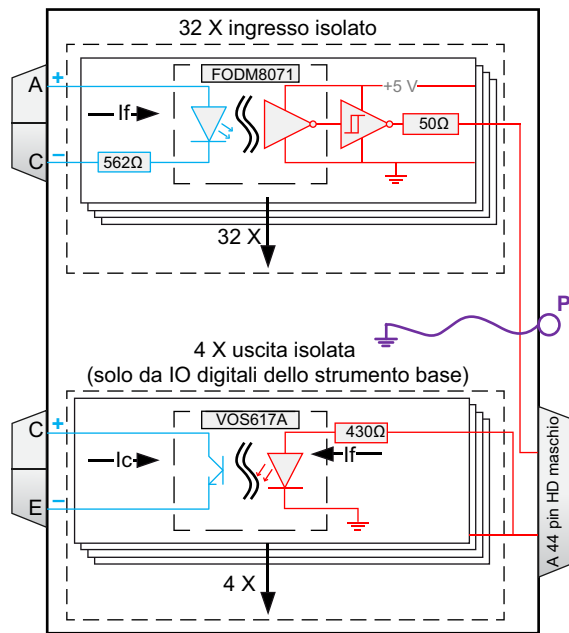 32 X ingresso isolato
FODM8071
A
+
If
+5 V
50Ω
C
−
562Ω
32 X
P
4 X uscita isolata
(solo da IO digitali dello strumento base)
VOS617A
C
+
430Ω
Ic
If
E
−
4 X
A 44 pin HD maschio